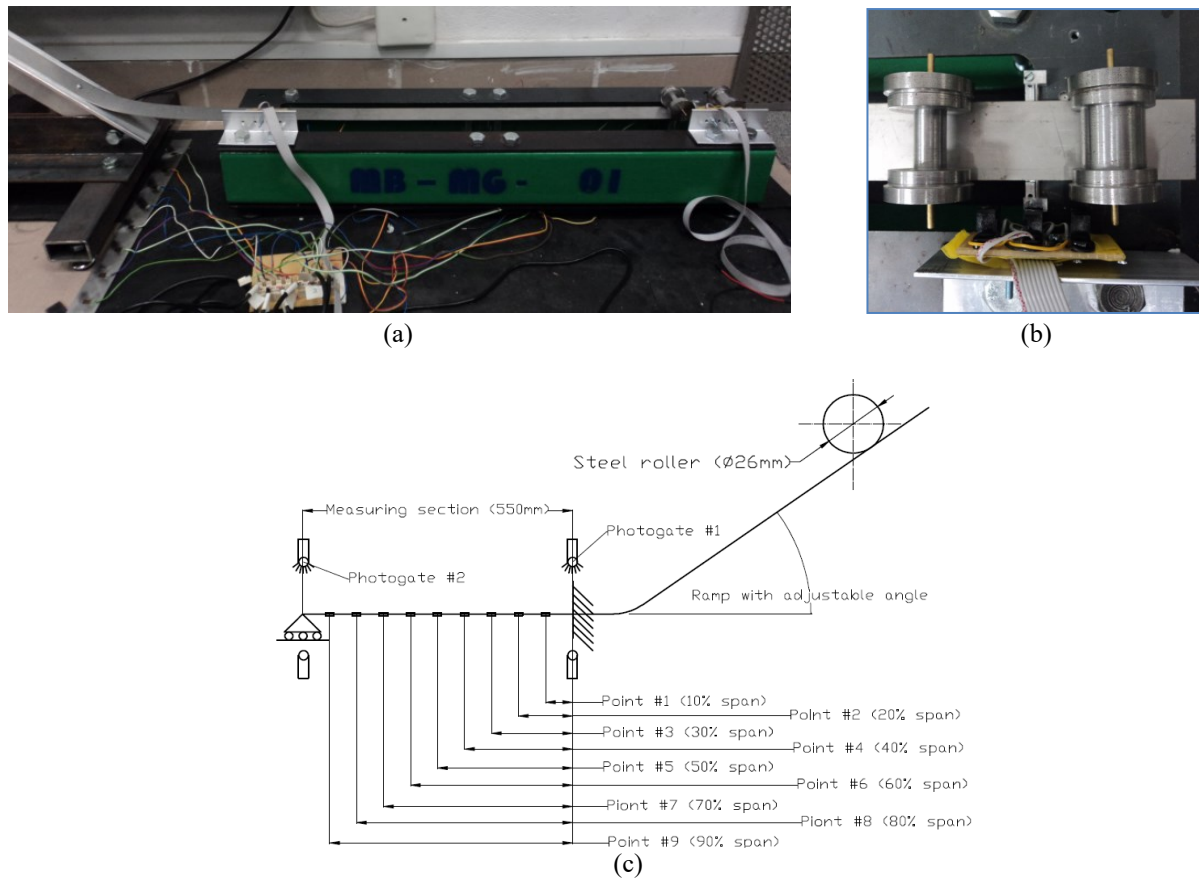 MB-MG- 01
(a)
(b)
Steel roller (Ø26mm)
Measuring section (550mm)
Photogate #1
Photogate #2
Ramp with adjustable angle
Point #1 (10% span)
Point #2 (20% span)
Point #3 (30% span)
Point #4 (40% span)
Point #5 (50% span)
Point #6 (60% span)
Piont #7 (70% span)
Piont #8 (80% span)
Point #9 (90% span)
(c)